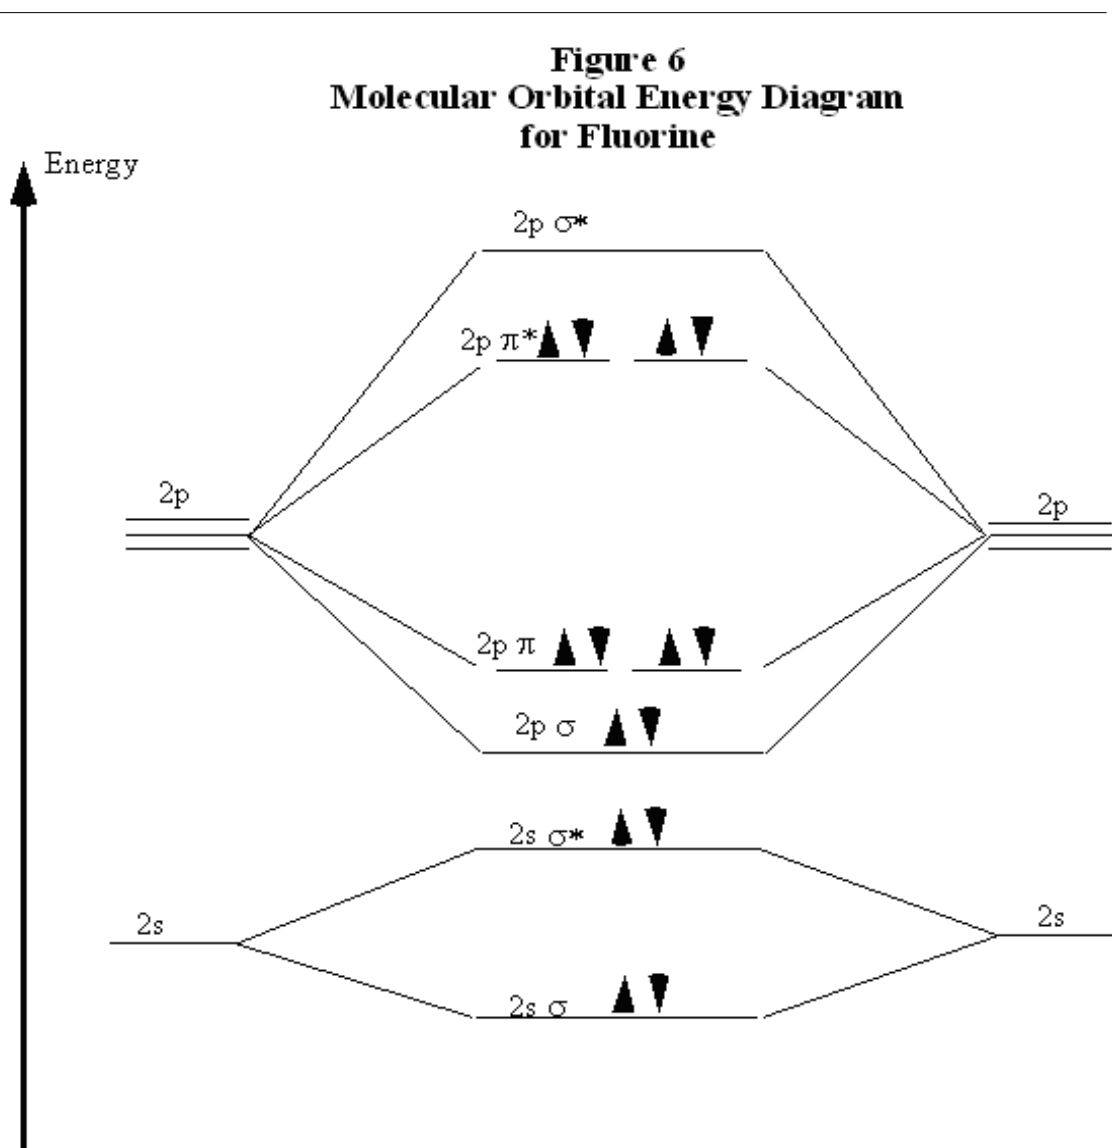 Figure 6
Molecular Orbital Energy Diagram
for Fluorine
Energy
2p σ*
2p π*
2p
2p
2p π
2p σ
2s σ*
2s
2s
2s σ